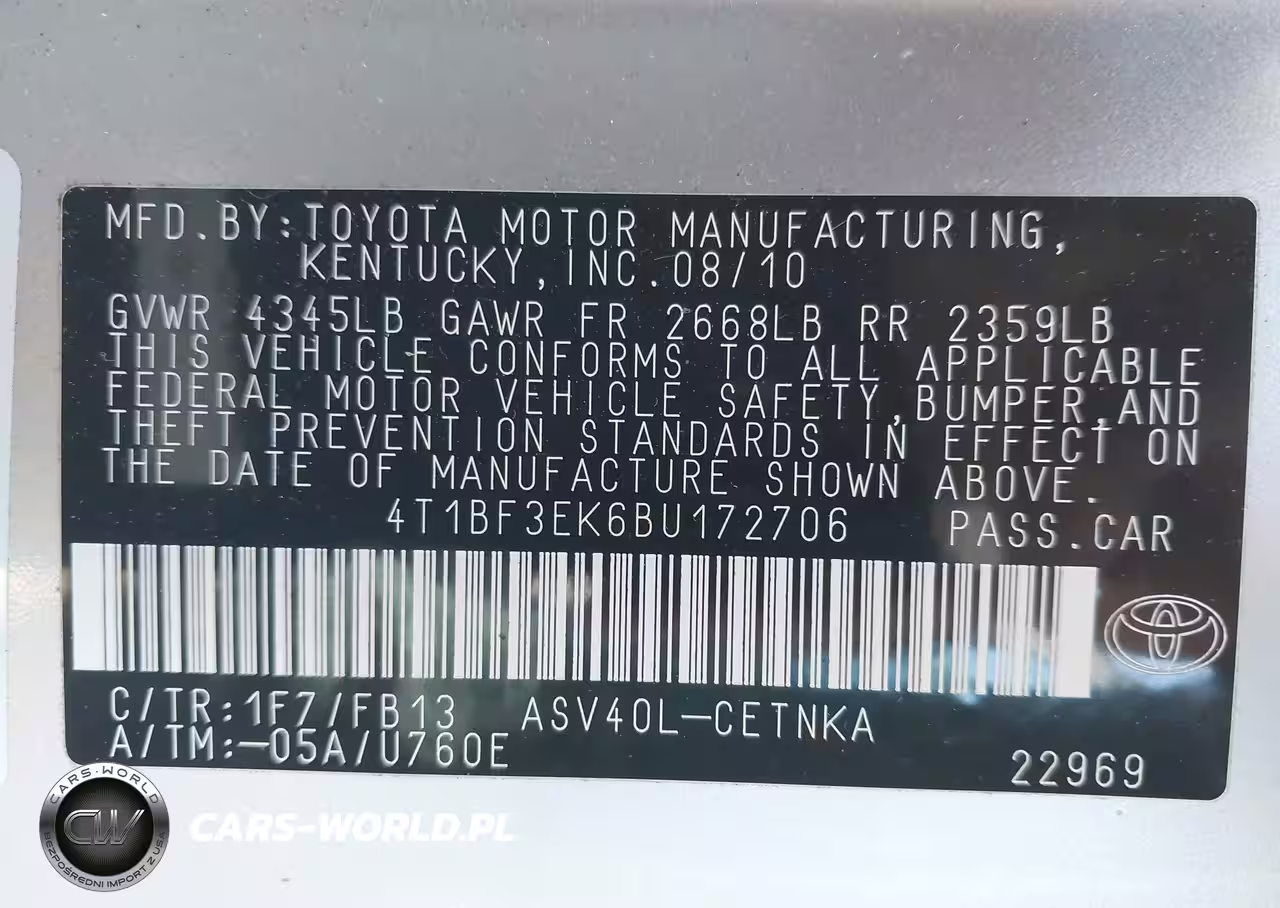 MFD. BY: TOYOTA MOTOR MANUFACTURING,
KENTUCKY, INC. 08/10
GVWR 4345LB GAWR FR 2668LB RR 2359LB
THIS VEHICLE CONFORMS TO ALL APPLICABLE
FEDERAL MOTOR VEHICLE SAFETY, BUMPER, AND
THEFT PREVENTION STANDARDS IN EFFECT ON
THE DATE OF MANUFACTURE SHOWN ABOVE.
4T1BF3EK6BU172706 PASS. CAR
C/TR: 1F7/FB13 ASV40L-CETNKA
A/TM:-05A/U760E
22969
CARS-WORLD
CW
BEZPOŚREDNI IMPORT Z USA
CARS-WORLD.PL